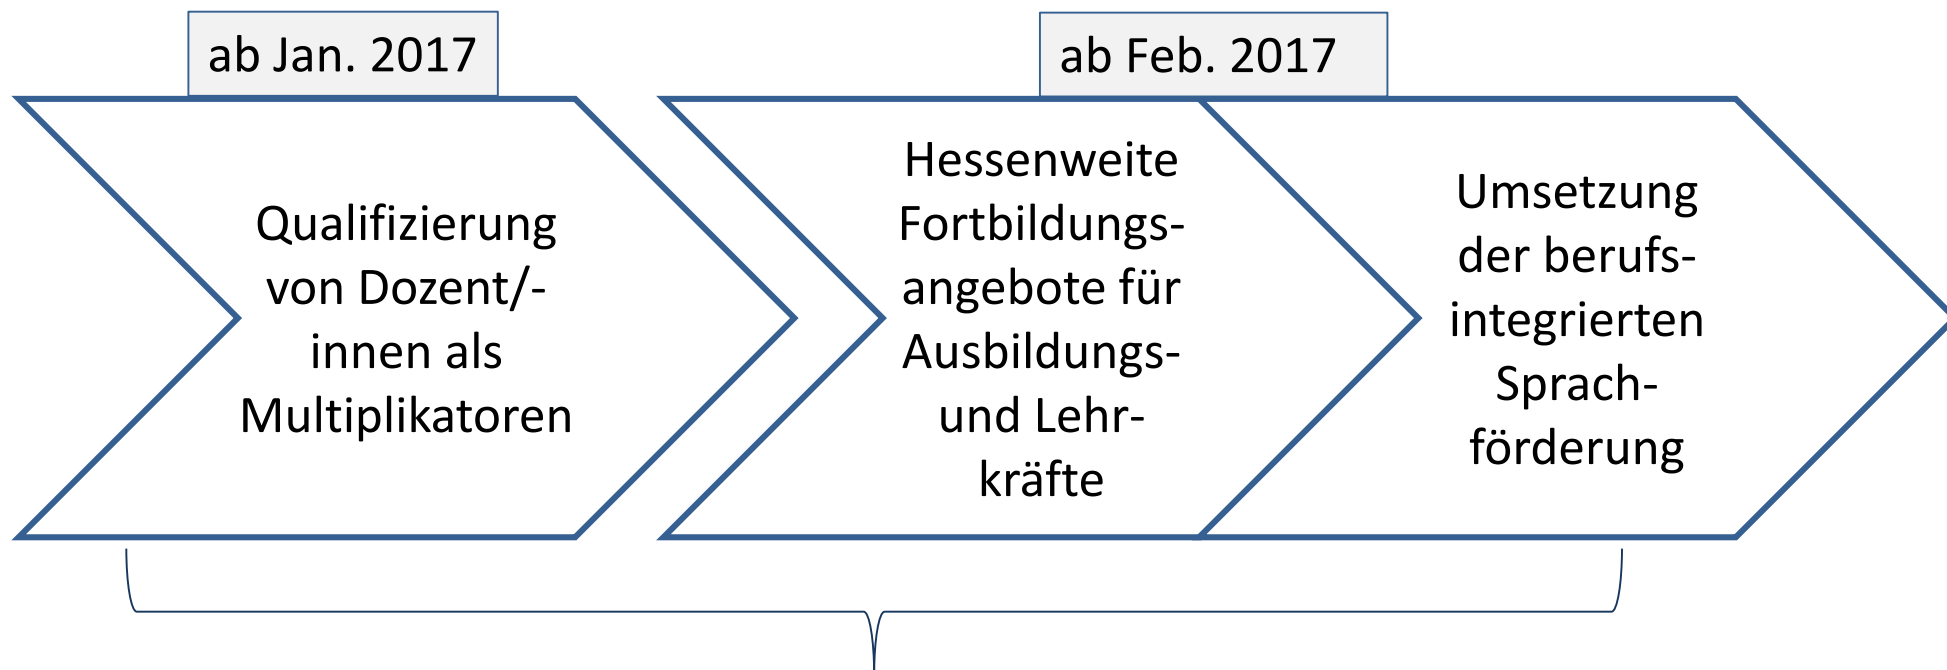 ab Jan. 2017
Qualifizierung
von Dozent/-
innen als
Multiplikatoren
ab Feb. 2017
Hessenweite
Fortbildungs-
angebote für
Ausbildungs-
und Lehr-
kräfte
Umsetzung
der berufs-
integrierten
Sprach-
förderung